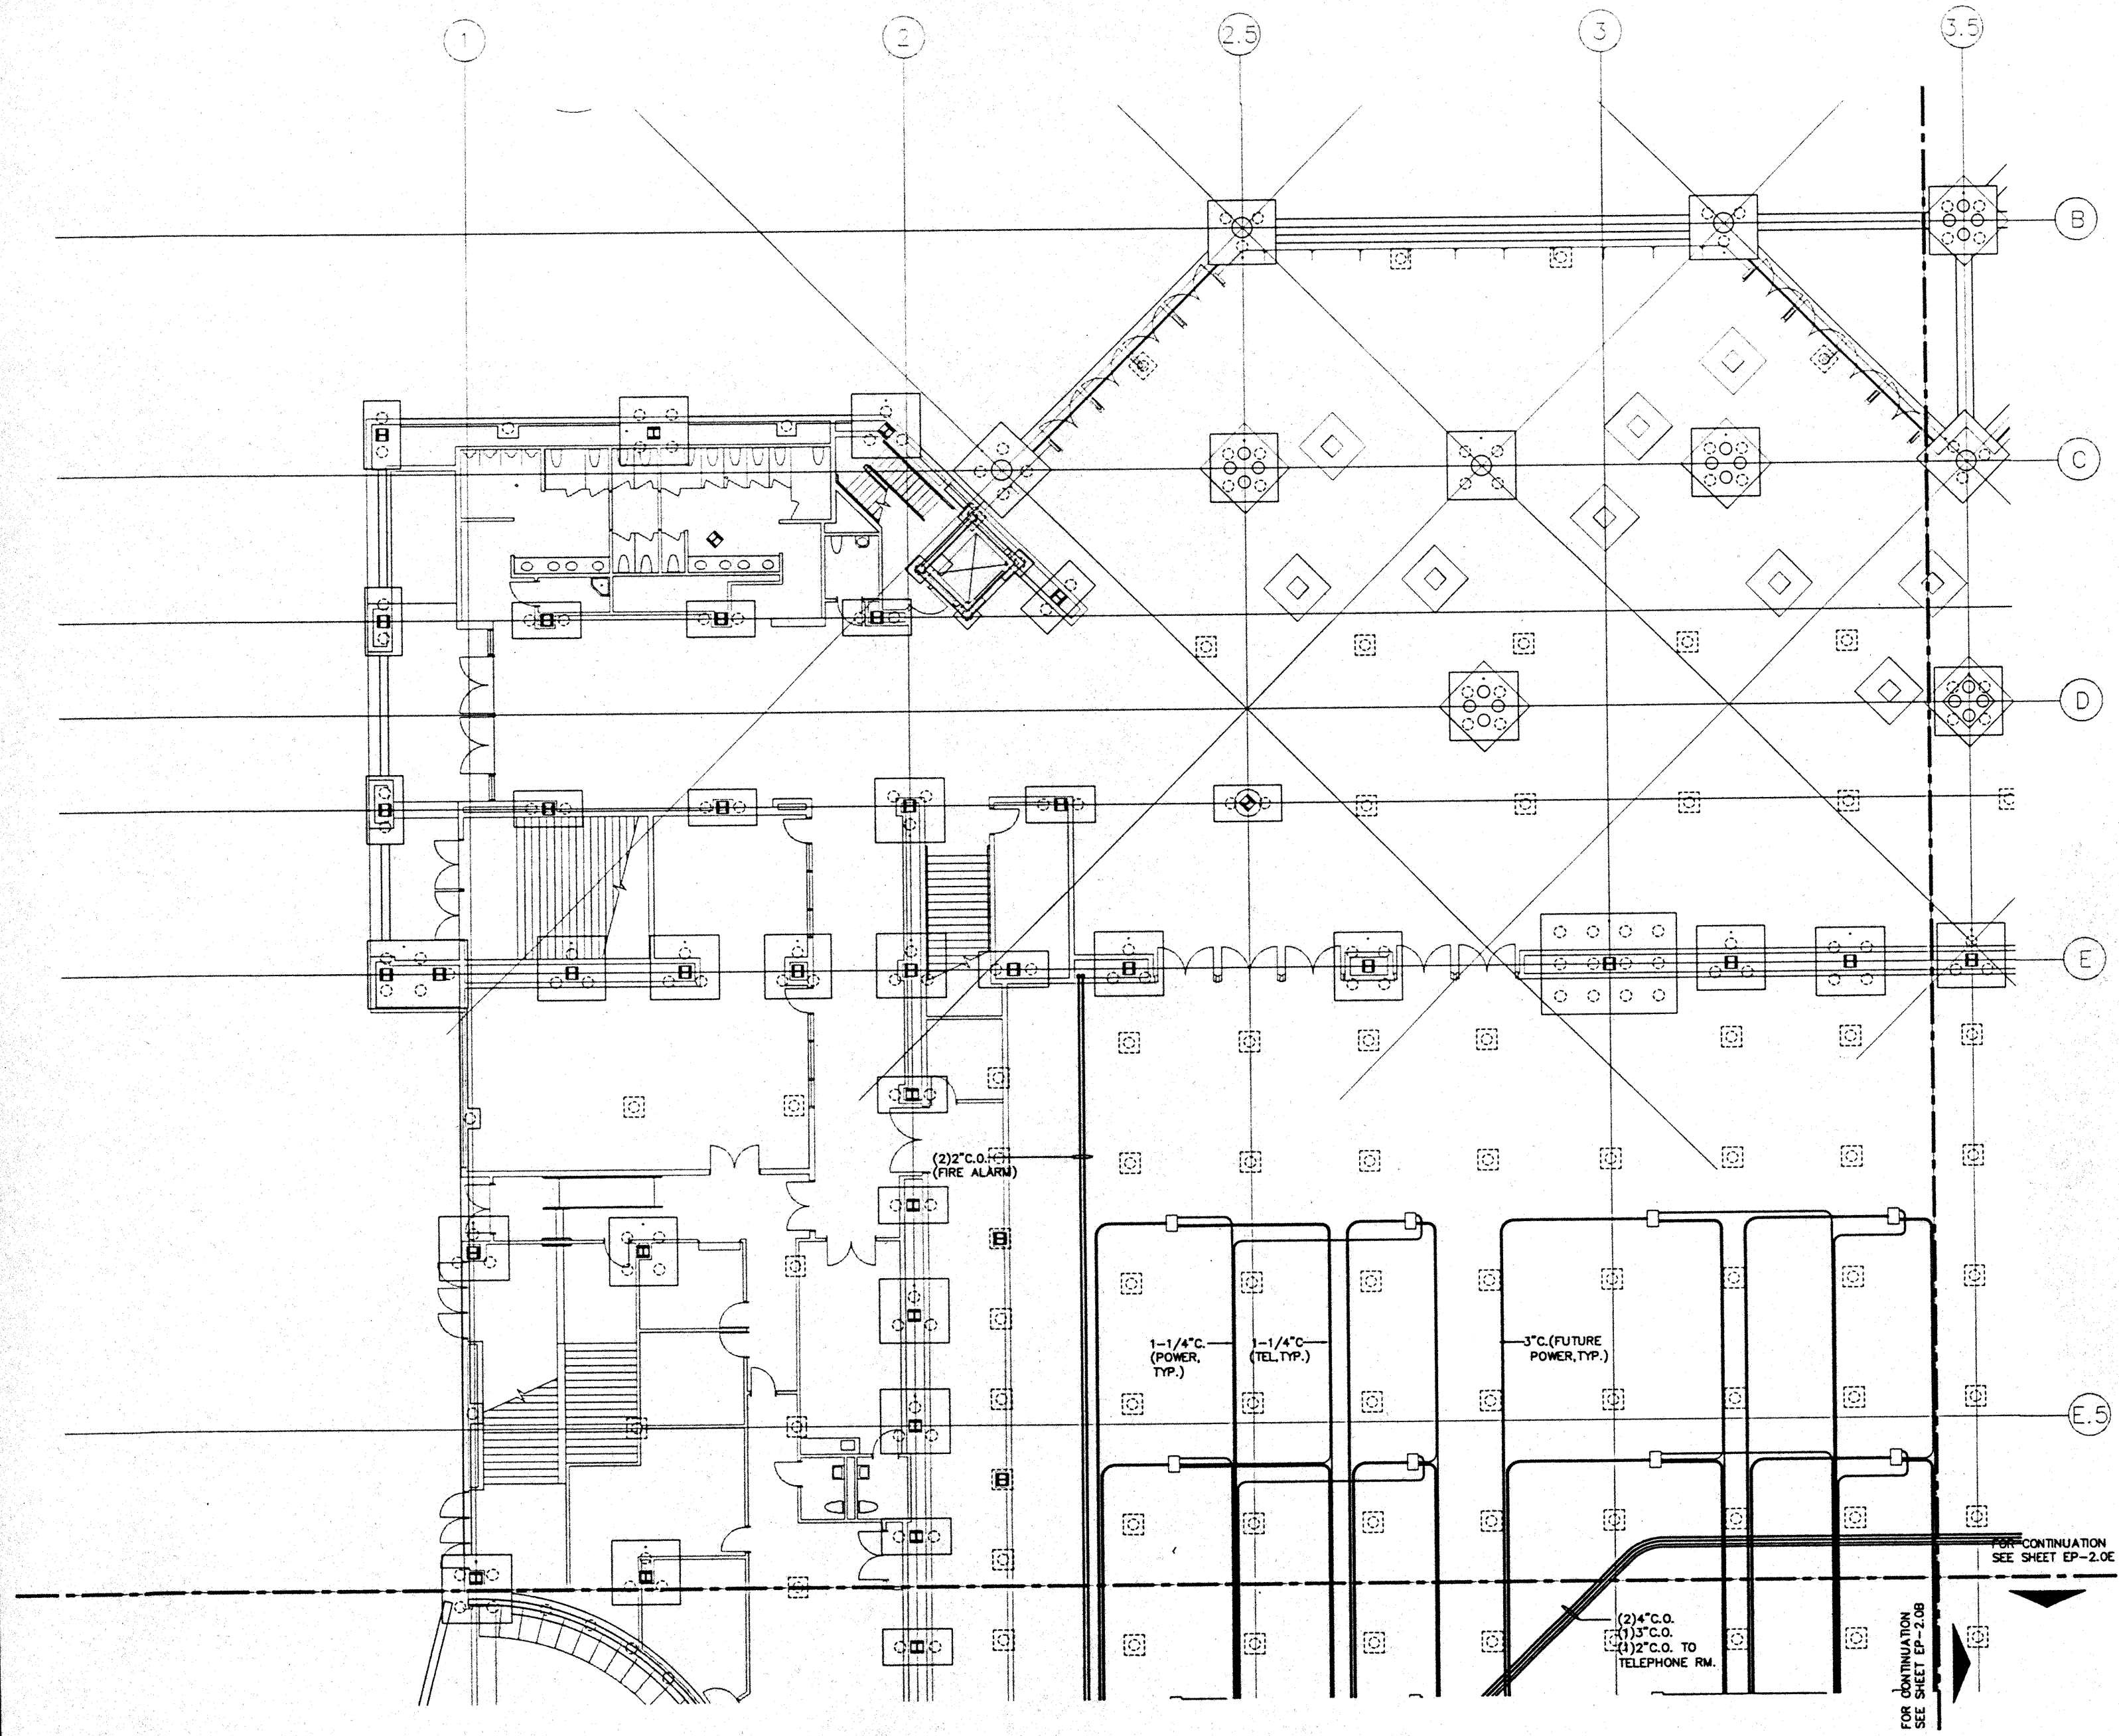 1
2
2.5
3
3.5
B
C
D
E
(2)2"C.O.
(FIRE ALARM)
1-1/4"C.
(POWER,
TYP.)
1-1/4"C
(TEL,TYP.)
3"C.(FUTURE
POWER,TYP.)
E.5
FOR CONTINUATION
SEE SHEET EP-2.0E
(2)4"C.O.
(1)3"C.O.
(1)2"C.O. TO
TELEPHONE RM.
FOR CONTINUATION
SEE SHEET EP-2.0B